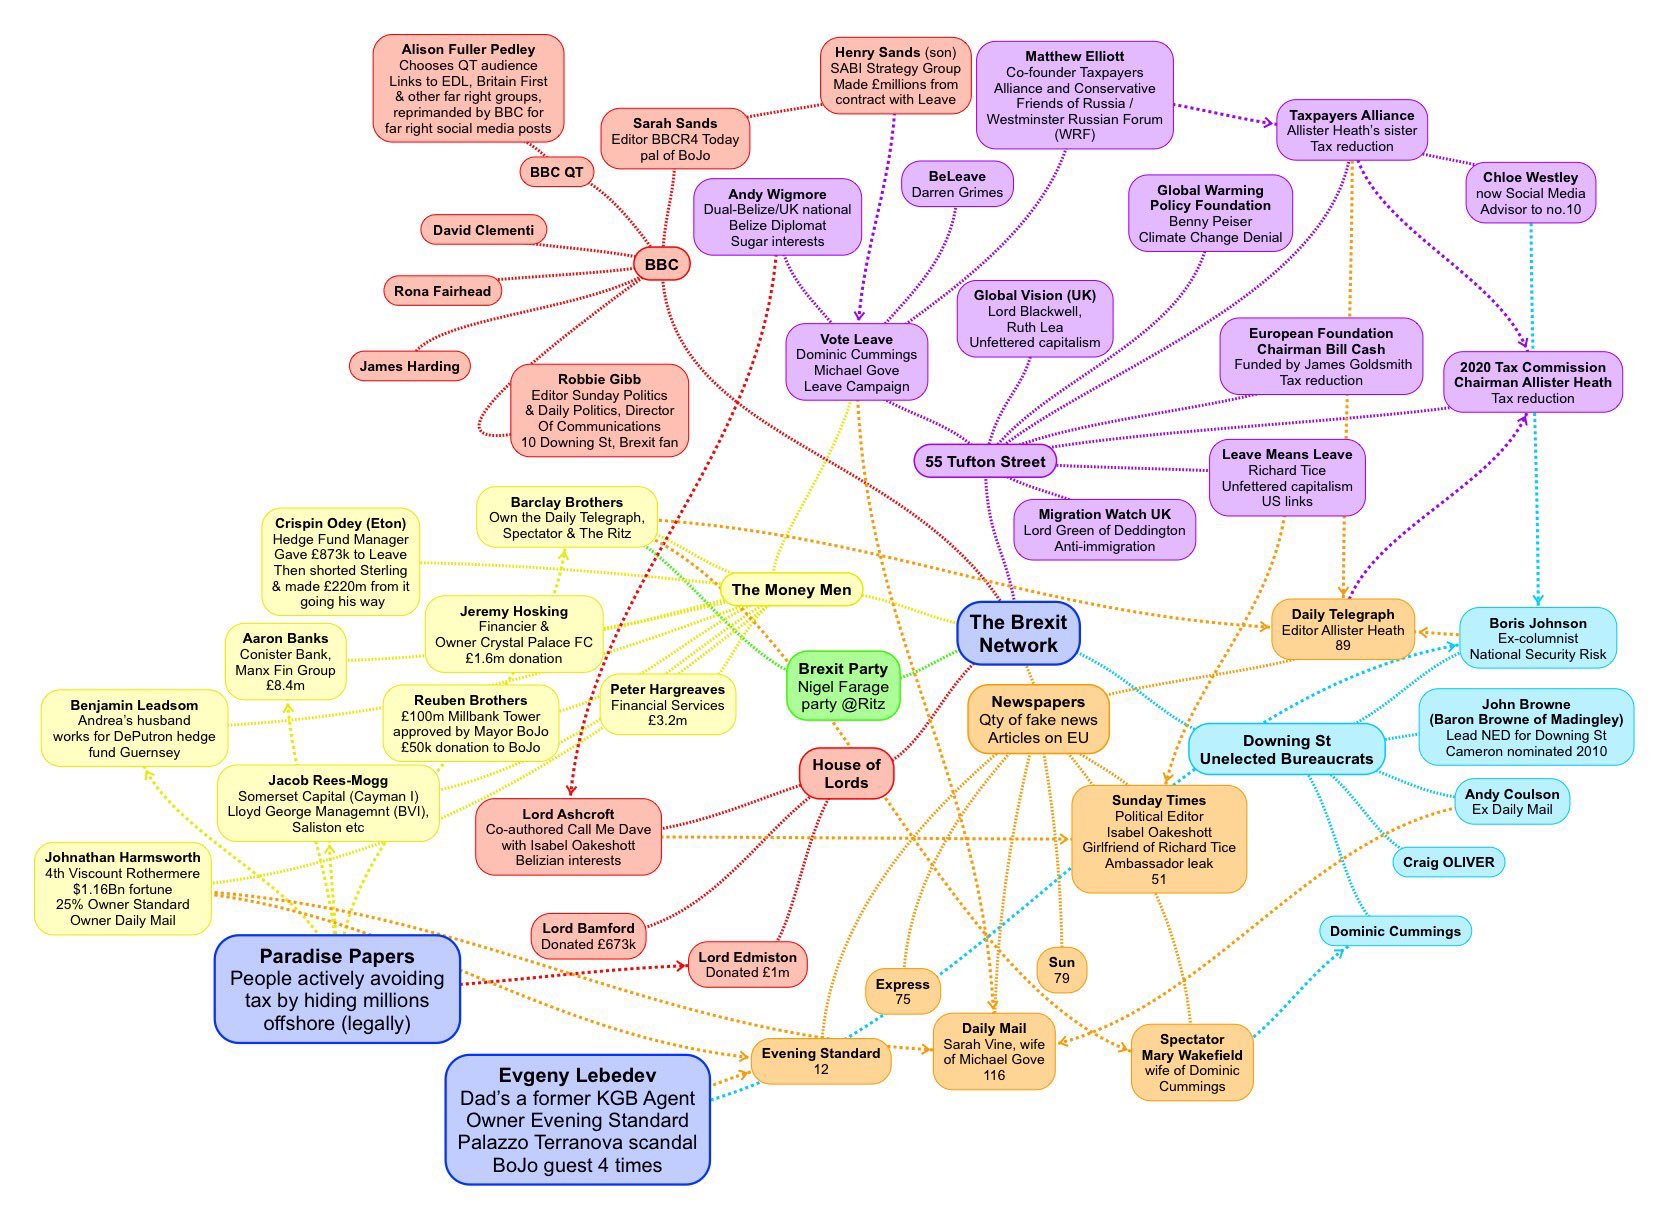 Alison Fuller Pedley
Chooses QT audience
Links to EDL, Britain First
& other far right groups,
reprimanded by BBC for
far right social media posts
Henry Sands (son)
SABI Strategy Group
Made £millions from
contract with Leave
Matthew Elliott
Co-founder Taxpayers
Alliance and Conservative
Friends of Russia /
Westminster Russian Forum
(WRF)
Sarah Sands
Editor BBCR4 Today
pal of BoJo
Taxpayers Alliance
Allister Heath's sister
Tax reduction
BBC QT
BeLeave
Darren Grimes
Chloe Westley
now Social Media
Advisor to no.10
Andy Wigmore
Dual-Belize/UK national
Belize Diplomat
Sugar interests
Global Warming
Policy Foundation
Benny Peiser
Climate Change Denial
David Clementi
BBC
Rona Fairhead
Global Vision (UK)
Lord Blackwell,
Ruth Lea
Unfettered capitalism
Vote Leave
Dominic Cummings
Michael Gove
Leave Campaign
European Foundation
Chairman Bill Cash
Funded by James Goldsmith
Tax reduction
James Harding
2020 Tax Commission
Chairman Allister Heath
Tax reduction
Robbie Gibb
Editor Sunday Politics
& Daily Politics, Director
Of Communications
10 Downing St, Brexit fan
55 Tufton Street
Leave Means Leave
Richard Tice
Unfettered capitalism
US links
Barclay Brothers
Own the Daily Telegraph,
Spectator & The Ritz
Migration Watch UK
Lord Green of Deddington
Anti-immigration
Crispin Odey (Eton)
Hedge Fund Manager
Gave £873k to Leave
Then shorted Sterling
& made £220m from it
going his way
The Money Men
Jeremy Hosking
Financier &
Owner Crystal Palace FC
£1.6m donation
The Brexit
Network
Daily Telegraph
Editor Allister Heath
89
Boris Johnson
Ex-columnist
National Security Risk
Aaron Banks
Conister Bank,
Manx Fin Group
£8.4m
Brexit Party
Nigel Farage
party @Ritz
Benjamin Leadsom
Andrea's husband
works for DePutron hedge
fund Guernsey
Reuben Brothers
£100m Millbank Tower
approved by Mayor BoJo
£50k donation to BoJo
Peter Hargreaves
Financial Services
£3.2m
Newspapers
Qty of fake news
Articles on EU
John Browne
(Baron Browne of Madingley)
Lead NED for Downing St
Cameron nominated 2010
Downing St
Unelected Bureaucrats
House of
Lords
Jacob Rees-Mogg
Somerset Capital (Cayman I)
Lloyd George Managemnt (BVI),
Saliston etc
Andy Coulson
Ex Daily Mail
Lord Ashcroft
Co-authored Call Me Dave
with Isabel Oakeshott
Belizian interests
Sunday Times
Political Editor
Isabel Oakeshott
Girlfriend of Richard Tice
Ambassador leak
51
Johnathan Harmsworth
4th Viscount Rothermere
$1.16Bn fortune
25% Owner Standard
Owner Daily Mail
Craig OLIVER
Lord Bamford
Donated £673k
Dominic Cummings
Lord Edmiston
Donated £1m
Paradise Papers
People actively avoiding
tax by hiding millions
offshore (legally)
Sun
79
Express
75
Daily Mail
Sarah Vine, wife
of Michael Gove
116
Spectator
Mary Wakefield
wife of Dominic
Cummings
Evening Standard
12
Evgeny Lebedev
Dad's a former KGB Agent
Owner Evening Standard
Palazzo Terranova scandal
BoJo guest 4 times